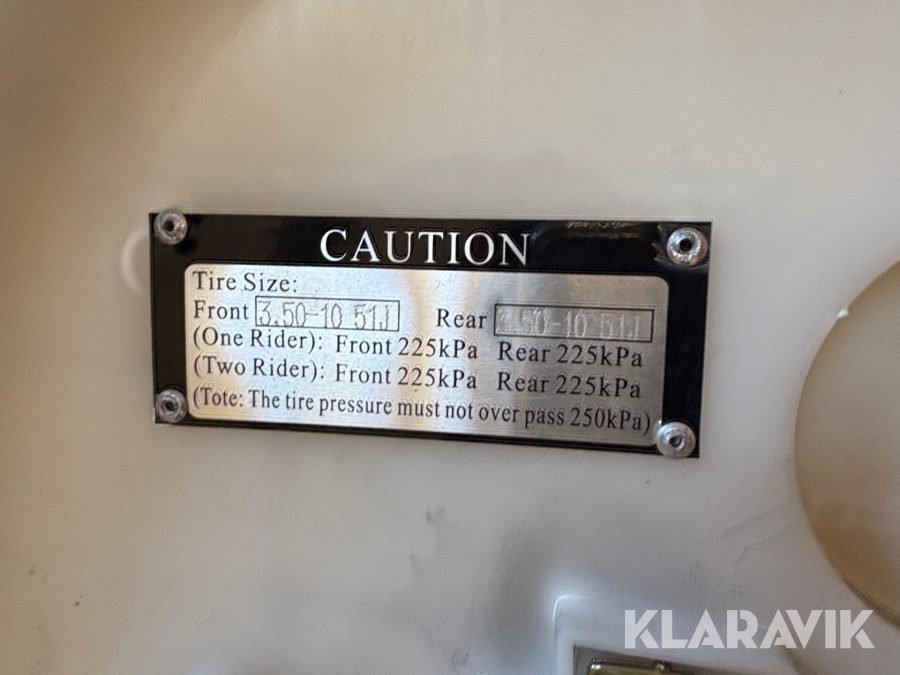 CAUTION
Tire Size:
Front 3.50-10 51J Rear 3.50-10 51J
(One Rider): Front 225kPa Rear 225kPa
(Two Rider): Front 225kPa Rear 225kPa
(Tote: The tire pressure must not over pass 250kPa)
KLARAVIK